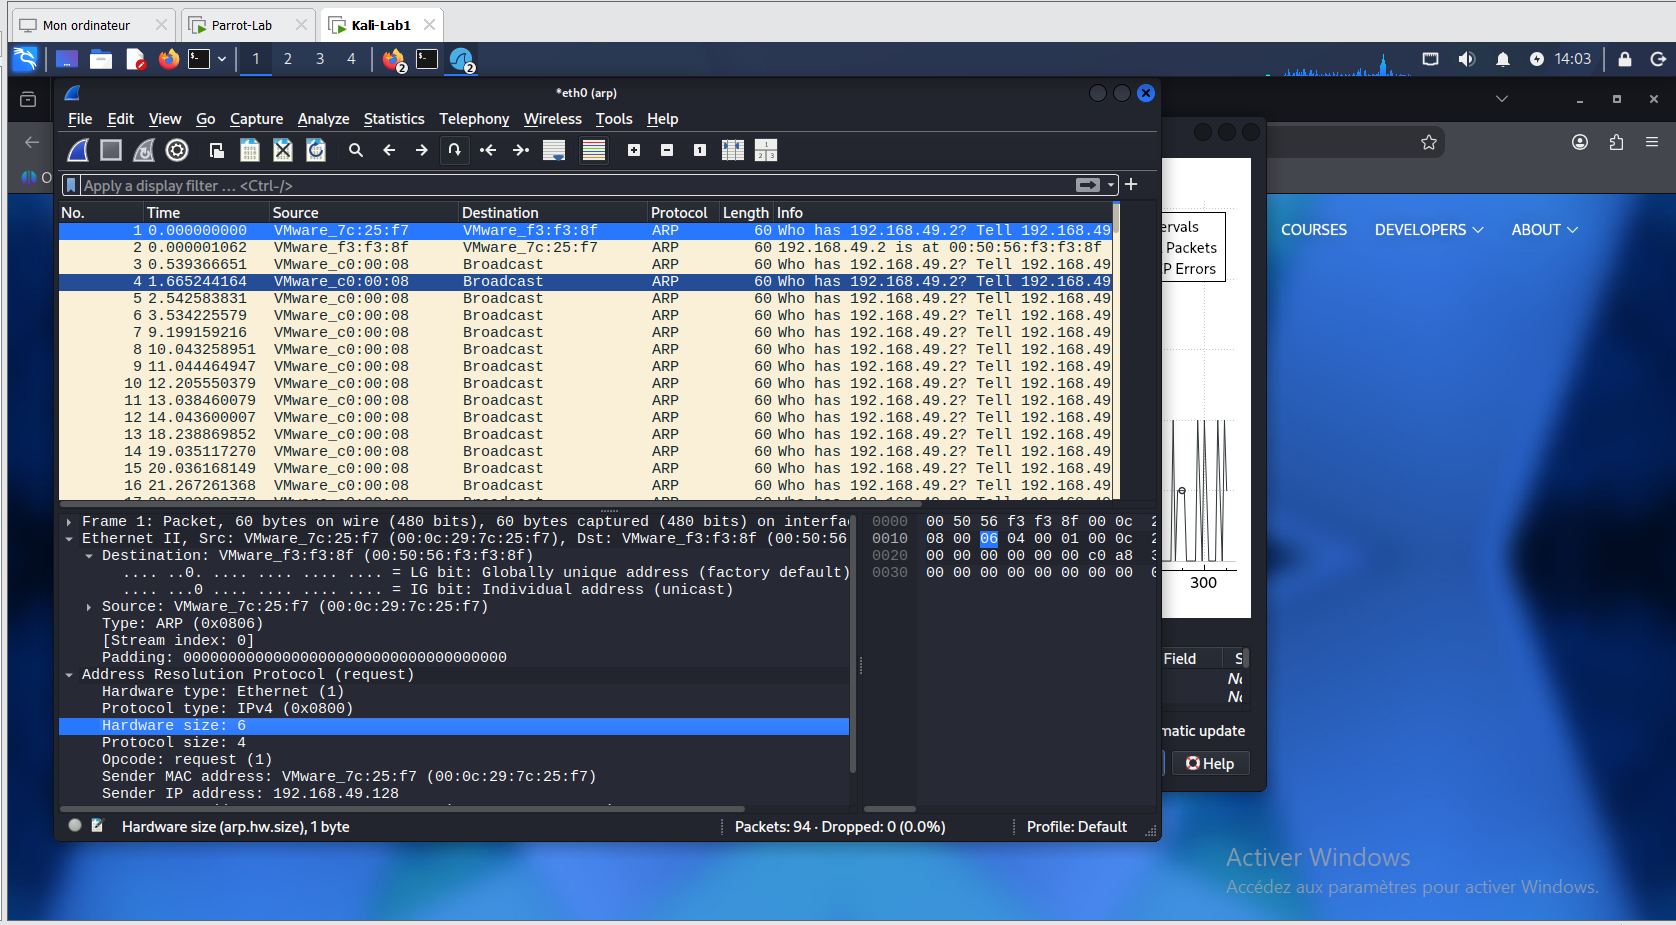 Mon ordinateur
Parrot-Lab
Kali-Lab1
1 2 3 4
2
2
14:03
*eth0 (arp)
File Edit View Go Capture Analyze Statistics Telephony Wireless Tools Help
Apply a display filter … <Ctrl-/>
No. Time Source Destination Protocol Length Info
1 0.000000000 VMware_7c:25:f7 VMware_f3:f3:8f ARP 60 Who has 192.168.49.2? Tell 192.168.49
2 0.000001062 VMware_f3:f3:8f VMware_7c:25:f7 ARP 60 192.168.49.2 is at 00:50:56:f3:f3:8f
3 0.539366651 VMware_c0:00:08 Broadcast ARP 60 Who has 192.168.49.2? Tell 192.168.49
4 1.665244164 VMware_c0:00:08 Broadcast ARP 60 Who has 192.168.49.2? Tell 192.168.49
5 2.542583831 VMware_c0:00:08 Broadcast ARP 60 Who has 192.168.49.2? Tell 192.168.49
6 3.534225579 VMware_c0:00:08 Broadcast ARP 60 Who has 192.168.49.2? Tell 192.168.49
7 9.199159216 VMware_c0:00:08 Broadcast ARP 60 Who has 192.168.49.2? Tell 192.168.49
8 10.043258951 VMware_c0:00:08 Broadcast ARP 60 Who has 192.168.49.2? Tell 192.168.49
9 11.044464947 VMware_c0:00:08 Broadcast ARP 60 Who has 192.168.49.2? Tell 192.168.49
10 12.205550379 VMware_c0:00:08 Broadcast ARP 60 Who has 192.168.49.2? Tell 192.168.49
11 13.038460079 VMware_c0:00:08 Broadcast ARP 60 Who has 192.168.49.2? Tell 192.168.49
12 14.043600007 VMware_c0:00:08 Broadcast ARP 60 Who has 192.168.49.2? Tell 192.168.49
13 18.238869852 VMware_c0:00:08 Broadcast ARP 60 Who has 192.168.49.2? Tell 192.168.49
14 19.035117270 VMware_c0:00:08 Broadcast ARP 60 Who has 192.168.49.2? Tell 192.168.49
15 20.036168149 VMware_c0:00:08 Broadcast ARP 60 Who has 192.168.49.2? Tell 192.168.49
16 21.267261368 VMware_c0:00:08 Broadcast ARP 60 Who has 192.168.49.2? Tell 192.168.49
Frame 1: Packet, 60 bytes on wire (480 bits), 60 bytes captured (480 bits) on interfa
Ethernet II, Src: VMware_7c:25:f7 (00:0c:29:7c:25:f7), Dst: VMware_f3:f3:8f (00:50:56
Destination: VMware_f3:f3:8f (00:50:56:f3:f3:8f)
.... ..0. .... .... .... .... = LG bit: Globally unique address (factory default)
.... ...0 .... .... .... .... = IG bit: Individual address (unicast)
Source: VMware_7c:25:f7 (00:0c:29:7c:25:f7)
Type: ARP (0x0806)
[Stream index: 0]
Padding: 000000000000000000000000000000000000
Address Resolution Protocol (request)
Hardware type: Ethernet (1)
Protocol type: IPv4 (0x0800)
Hardware size: 6
Protocol size: 4
Opcode: request (1)
Sender MAC address: VMware_7c:25:f7 (00:0c:29:7c:25:f7)
Sender IP address: 192.168.49.128
0000 00 50 56 f3 f3 8f 00 0c 2
0010 08 00 06 04 00 01 00 0c 2
0020 00 00 00 00 00 00 c0 a8 3
0030 00 00 00 00 00 00 00 00 0
Hardware size (arp.hw.size), 1 byte
Packets: 94 · Dropped: 0 (0.0%)
Profile: Default
O
ervals
Packets
P Errors
300
Field S
No
No
matic update
Help
COURSES DEVELOPERS ABOUT
Activer Windows
Accédez aux paramètres pour activer Windows.